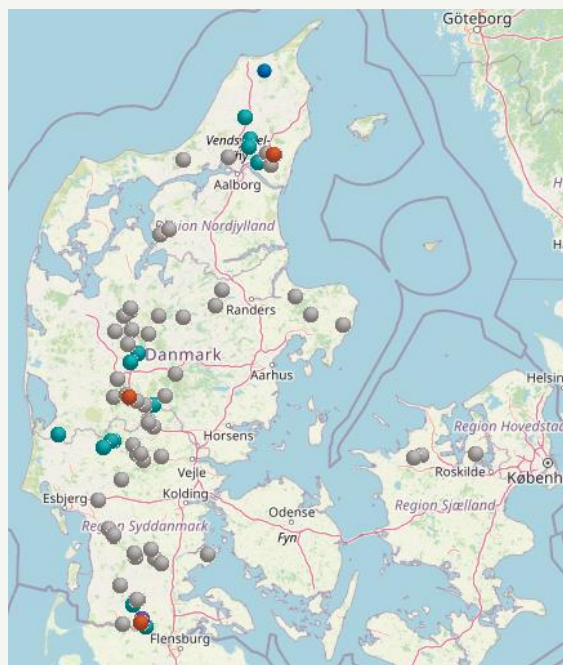 Göteborg
Vendsyssel-
Aalborg
Region Nordjylland
Randers
Danmark
Aarhus
Helsin
Horsens
Region Hovedstad
Vejle
Roskilde
Københ
Esbjerg
Kolding
Odense
Region Sjælland
Region Syddanmark
Fyn
Flensburg